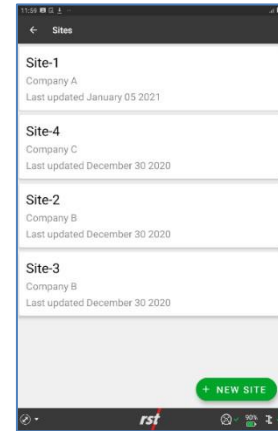 11:59
Sites
Site-1
Company A
Last updated January 05 2021
Site-4
Company C
Last updated December 30 2020
Site-2
Company B
Last updated December 30 2020
Site-3
Company B
Last updated December 30 2020
+ NEW SITE
rst
90%